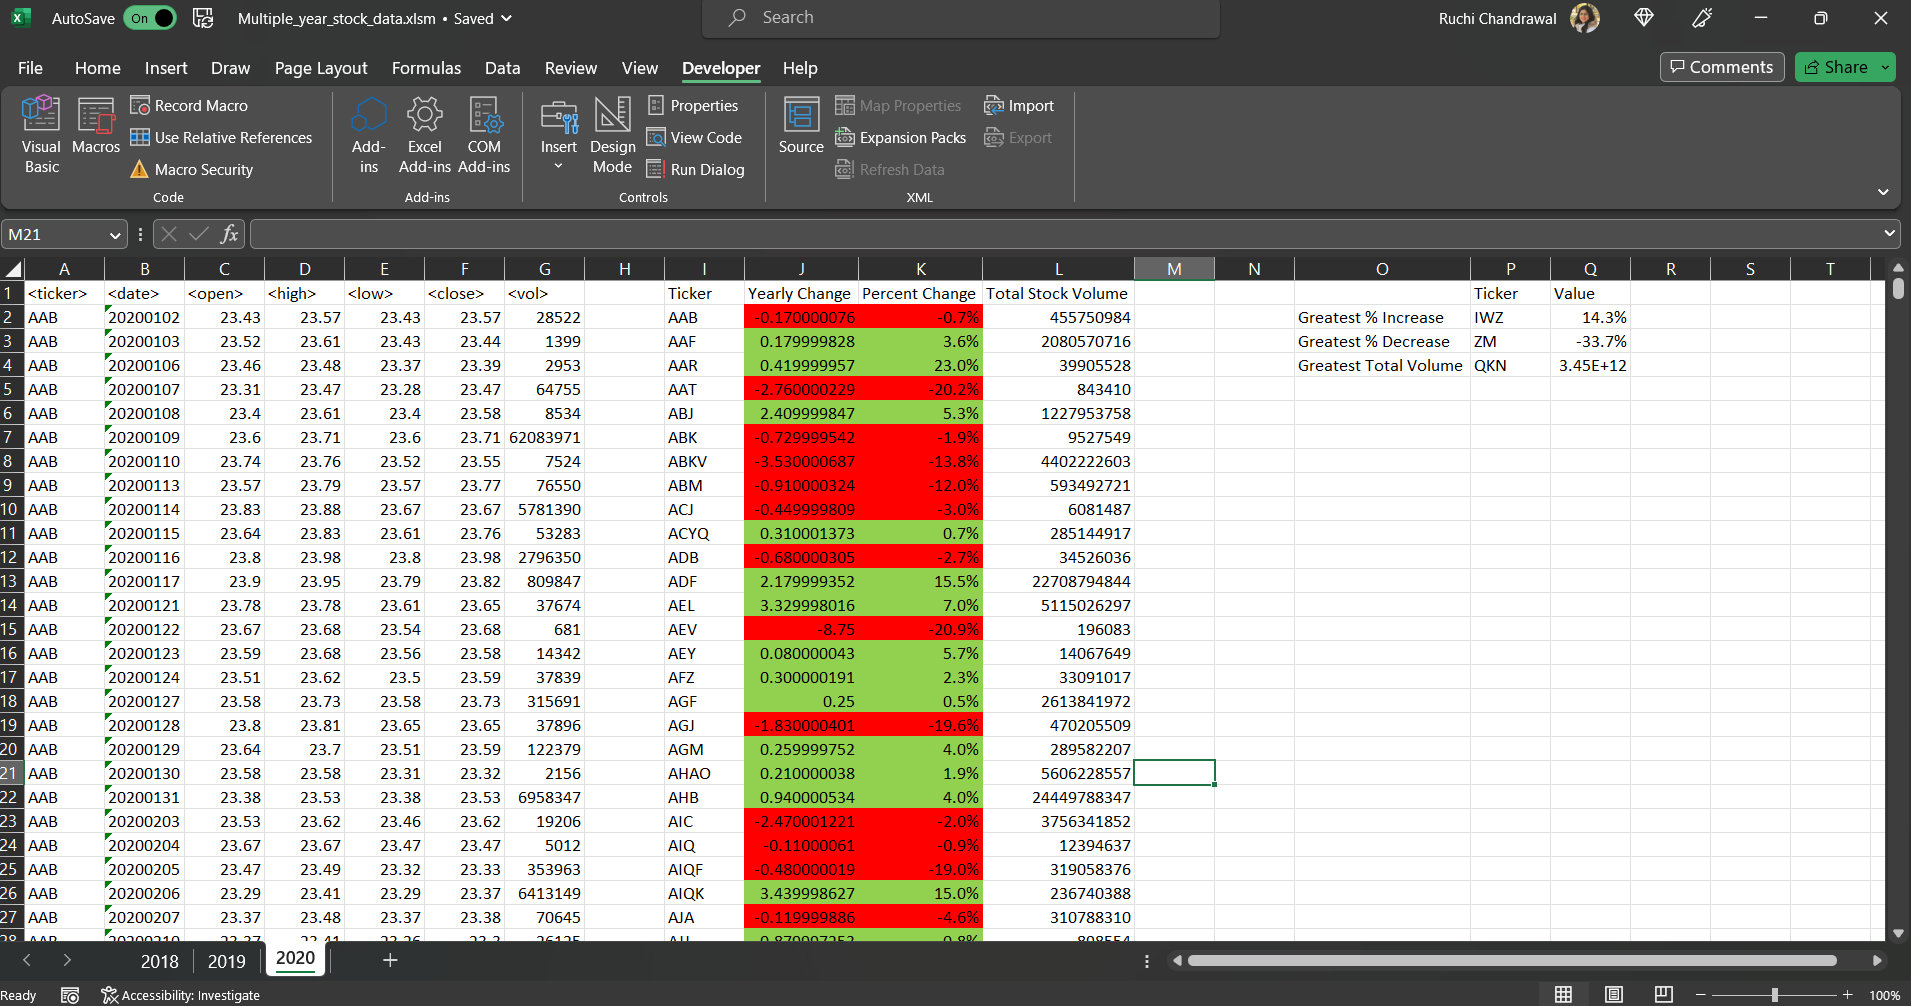 AutoSave On Multiple_year_stock_data.xlsm • Saved Search Ruchi Chandrawal
File Home Insert Draw Page Layout Formulas Data Review View Developer Help Comments Share
Visual Basic Macros Record Macro Use Relative References Macro Security Code
Add-ins Excel Add-ins COM Add-ins Add-ins
Insert Design Mode Properties View Code Run Dialog Controls
Source Map Properties Expansion Packs Refresh Data Import Export XML
M21 fx
A B C D E F G H I J K L M N O P Q R S T
1 <ticker> <date> <open> <high> <low> <close> <vol> Ticker Yearly Change Percent Change Total Stock Volume Ticker Value
2 AAB 20200102 23.43 23.57 23.43 23.57 28522 AAB -0.170000076 -0.7% 455750984 Greatest % Increase IWZ 14.3%
3 AAB 20200103 23.52 23.61 23.43 23.44 1399 AAF 0.179999828 3.6% 2080570716 Greatest % Decrease ZM -33.7%
4 AAB 20200106 23.46 23.48 23.37 23.39 2953 AAR 0.419999957 23.0% 39905528 Greatest Total Volume QKN 3.45E+12
5 AAB 20200107 23.31 23.47 23.28 23.47 64755 AAT -2.760000229 -20.2% 843410
6 AAB 20200108 23.4 23.61 23.4 23.58 8534 ABJ 2.409999847 5.3% 1227953758
7 AAB 20200109 23.6 23.71 23.6 23.71 62083971 ABK -0.729999542 -1.9% 9527549
8 AAB 20200110 23.74 23.76 23.52 23.55 7524 ABKV -3.530000687 -13.8% 4402222603
9 AAB 20200113 23.57 23.79 23.57 23.77 76550 ABM -0.910000324 -12.0% 593492721
10 AAB 20200114 23.83 23.88 23.67 23.67 5781390 ACJ -0.449999809 -3.0% 6081487
11 AAB 20200115 23.64 23.83 23.61 23.76 53283 ACYQ 0.310001373 0.7% 285144917
12 AAB 20200116 23.8 23.98 23.8 23.98 2796350 ADB -0.680000305 -2.7% 34526036
13 AAB 20200117 23.9 23.95 23.79 23.82 809847 ADF 2.179999352 15.5% 22708794844
14 AAB 20200121 23.78 23.78 23.61 23.65 37674 AEL 3.329998016 7.0% 5115026297
15 AAB 20200122 23.67 23.68 23.54 23.68 681 AEV -8.75 -20.9% 196083
16 AAB 20200123 23.59 23.68 23.56 23.58 14342 AEY 0.080000043 5.7% 14067649
17 AAB 20200124 23.51 23.62 23.5 23.59 37839 AFZ 0.300000191 2.3% 33091017
18 AAB 20200127 23.58 23.73 23.58 23.73 315691 AGF 0.25 0.5% 2613841972
19 AAB 20200128 23.8 23.81 23.65 23.65 37896 AGJ -1.830000401 -19.6% 470205509
20 AAB 20200129 23.64 23.7 23.51 23.59 122379 AGM 0.259999752 4.0% 289582207
21 AAB 20200130 23.58 23.58 23.31 23.32 2156 AHAO 0.210000038 1.9% 5606228557
22 AAB 20200131 23.38 23.53 23.38 23.53 6958347 AHB 0.940000534 4.0% 24449788347
23 AAB 20200203 23.53 23.62 23.46 23.62 19206 AIC -2.470001221 -2.0% 3756341852
24 AAB 20200204 23.67 23.67 23.47 23.47 5012 AIQ -0.11000061 -0.9% 12394637
25 AAB 20200205 23.47 23.49 23.32 23.33 353963 AIQF -0.480000019 -19.0% 319058376
26 AAB 20200206 23.29 23.41 23.29 23.37 6413149 AIQK 3.439998627 15.0% 236740388
27 AAB 20200207 23.37 23.48 23.37 23.38 70645 AJA -0.119999886 -4.6% 310788310
2018 2019 2020
Ready Accessibility: Investigate 100%